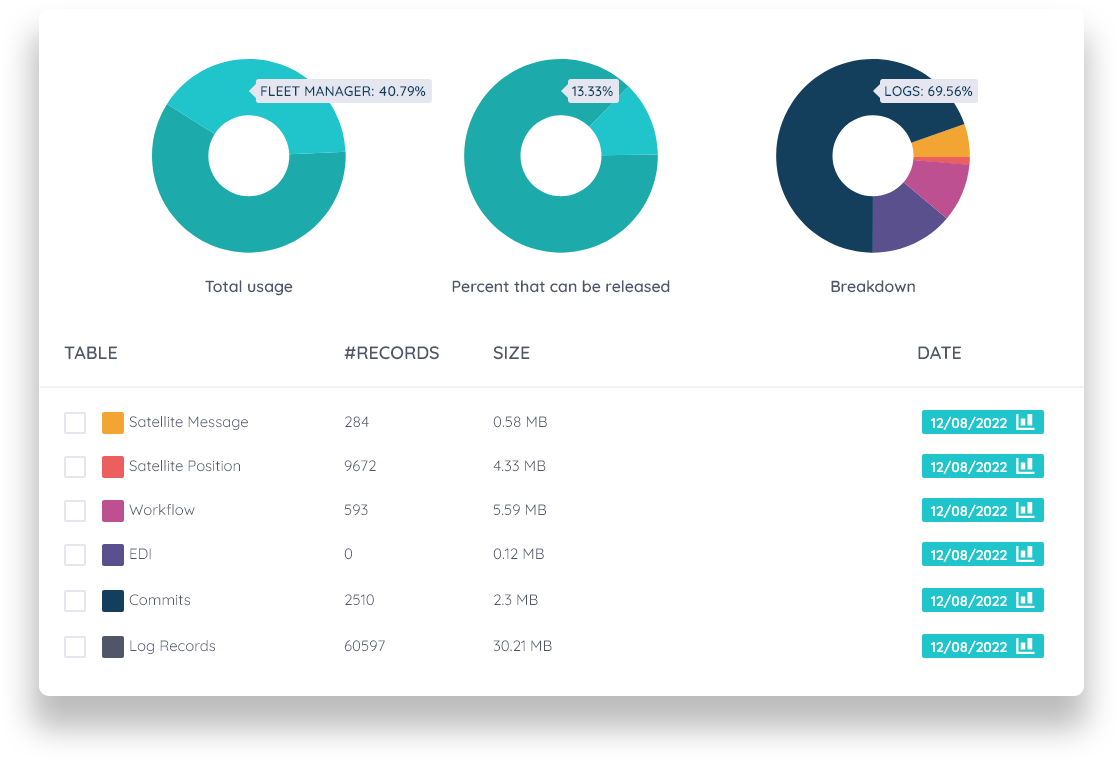 FLEET MANAGER: 40.79%
13.33%
LOGS: 69.56%
Total usage
Percent that can be released
Breakdown
TABLE #RECORDS SIZE DATE
Satellite Message 284 0.58 MB 12/08/2022
Satellite Position 9672 4.33 MB 12/08/2022
Workflow 593 5.59 MB 12/08/2022
EDI 0 0.12 MB 12/08/2022
Commits 2510 2.3 MB 12/08/2022
Log Records 60597 30.21 MB 12/08/2022